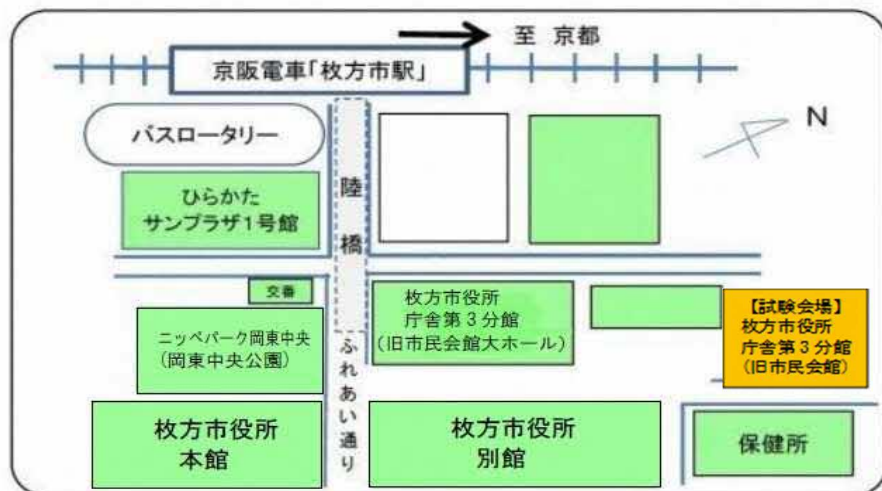 至 京都
京阪電車「枚方市駅」
N
バスロータリー
ひらかた
サンプラザ1号館
陸橋
交番
枚方市役所
庁舎第3分館
(旧市民会館大ホール)
【試験会場】
枚方市役所
庁舎第3分館
(旧市民会館)
ニッペパーク岡東中央
(岡東中央公園)
ふれあい通り
枚方市役所
本館
枚方市役所
別館
保健所